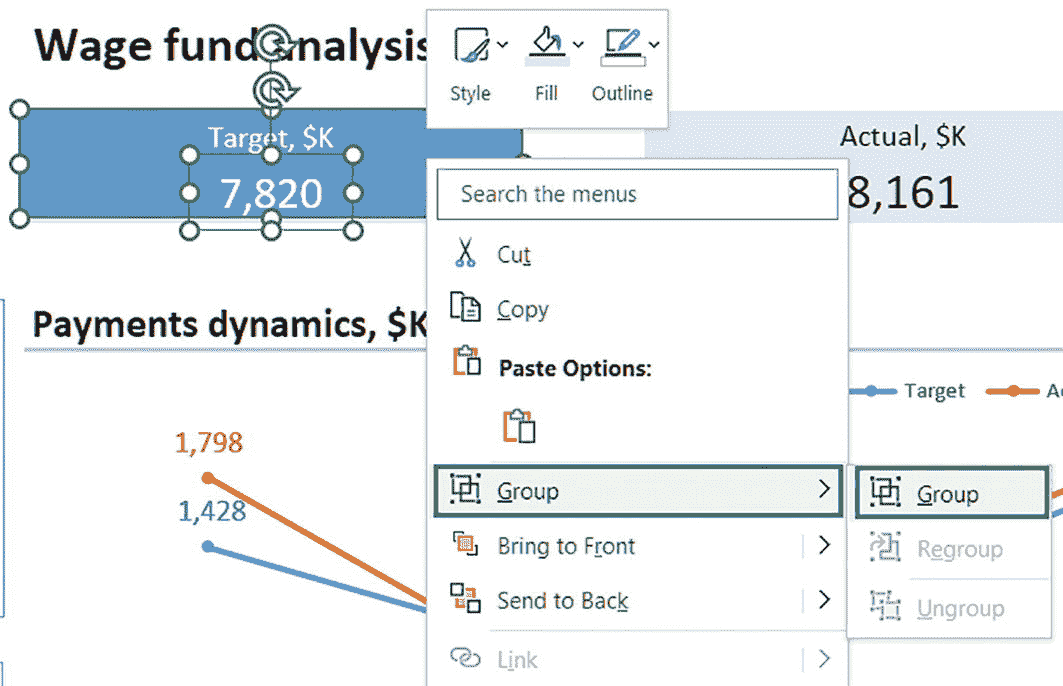 Wage fund analysis
Style
Fill
Outline
Target, $K
7,820
Actual, $K
8,161
Search the menus
Cut
Copy
Payments dynamics, $K
Paste Options:
Target
1,798
1,428
Group
Group
Bring to Front
Regroup
Send to Back
Ungroup
Link